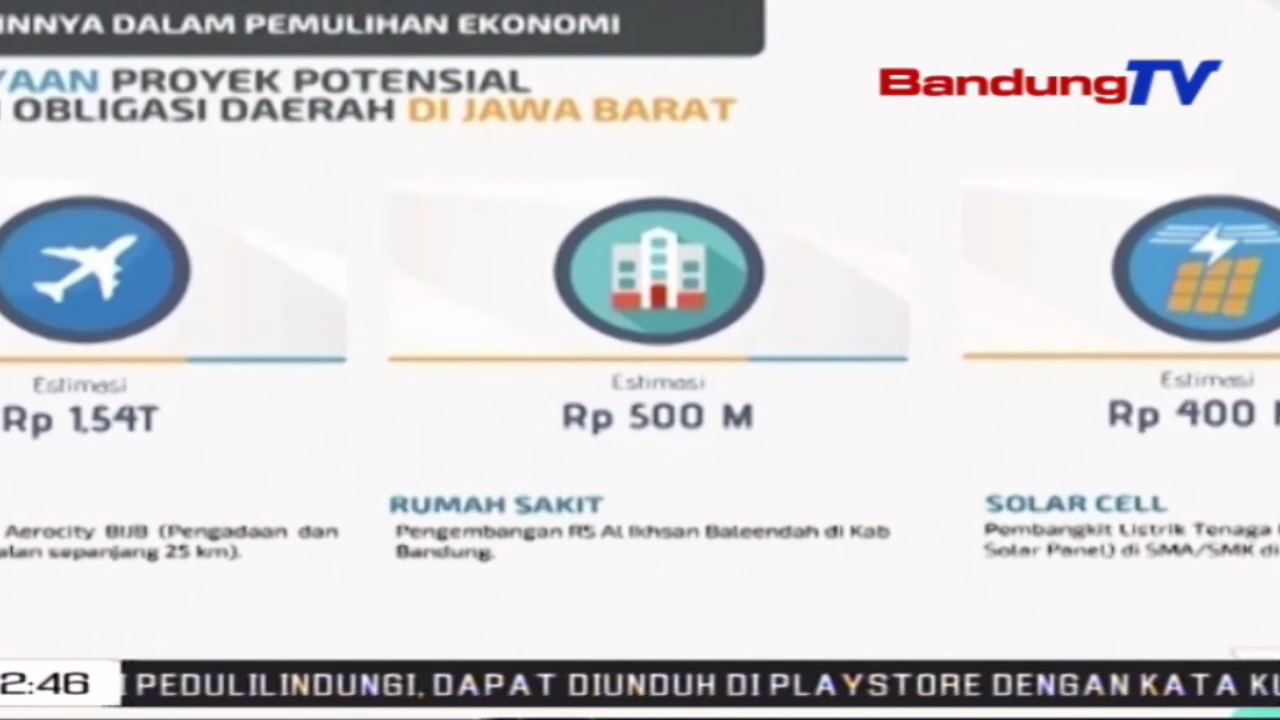 INNYA DALAM PEMULIHAN EKONOMI
YAAN PROYEK POTENSIAL
OBLIGASI DAERAH DI JAWA BARAT
BandungTV
Estimasi
Rp 1,54T
Estimasi
Rp 500 M
Estimasi
Rp 400
RUMAH SAKIT
SOLAR CELL
Aerocity BIJB (Pengadaan dan
alan sepanjang 25 km).
Pengembangan RS Al Ikhsan Baleendah di Kab
Bandung.
Pembangkit Listrik Tenaga
Solar Panel) di SMA/SMK di
2:46
PEDULILINDUNGI, DAPAT DIUNDUH DI PLAYSTORE DENGAN KATA KU